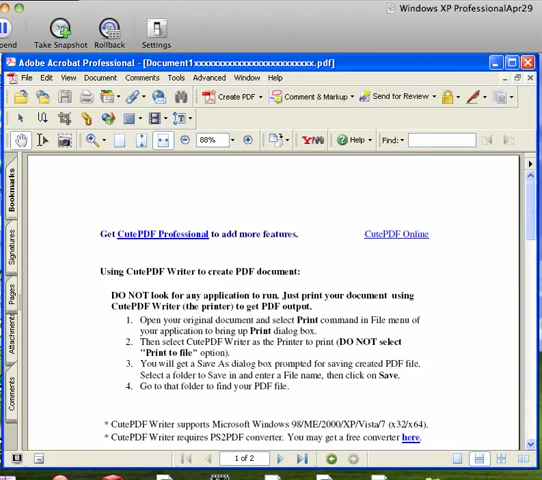 Windows XP ProfessionalApr29
Take Snapshot Rollback Settings
Adobe Acrobat Professional - [Document1xxxxxxxxxxxxxxxxxxxxxxxxxx.pdf]
File Edit View Document Comments Tools Advanced Window Help
Create PDF Comment & Markup Send for Review
88% Y! Help Find:
Bookmarks
Signatures
Pages
Attachments
Comments
Get CutePDF Professional to add more features. CutePDF Online
Using CutePDF Writer to create PDF document:
DO NOT look for any application to run. Just print your document using
CutePDF Writer (the printer) to get PDF output.
1. Open your original document and select Print command in File menu of
your application to bring up Print dialog box.
2. Then select CutePDF Writer as the Printer to print (DO NOT select
"Print to file" option).
3. You will get a Save As dialog box prompted for saving created PDF file.
Select a folder to Save in and enter a File name, then click on Save.
4. Go to that folder to find your PDF file.
* CutePDF Writer supports Microsoft Windows 98/ME/2000/XP/Vista/7 (x32/x64).
* CutePDF Writer requires PS2PDF converter. You may get a free converter here.
1 of 2